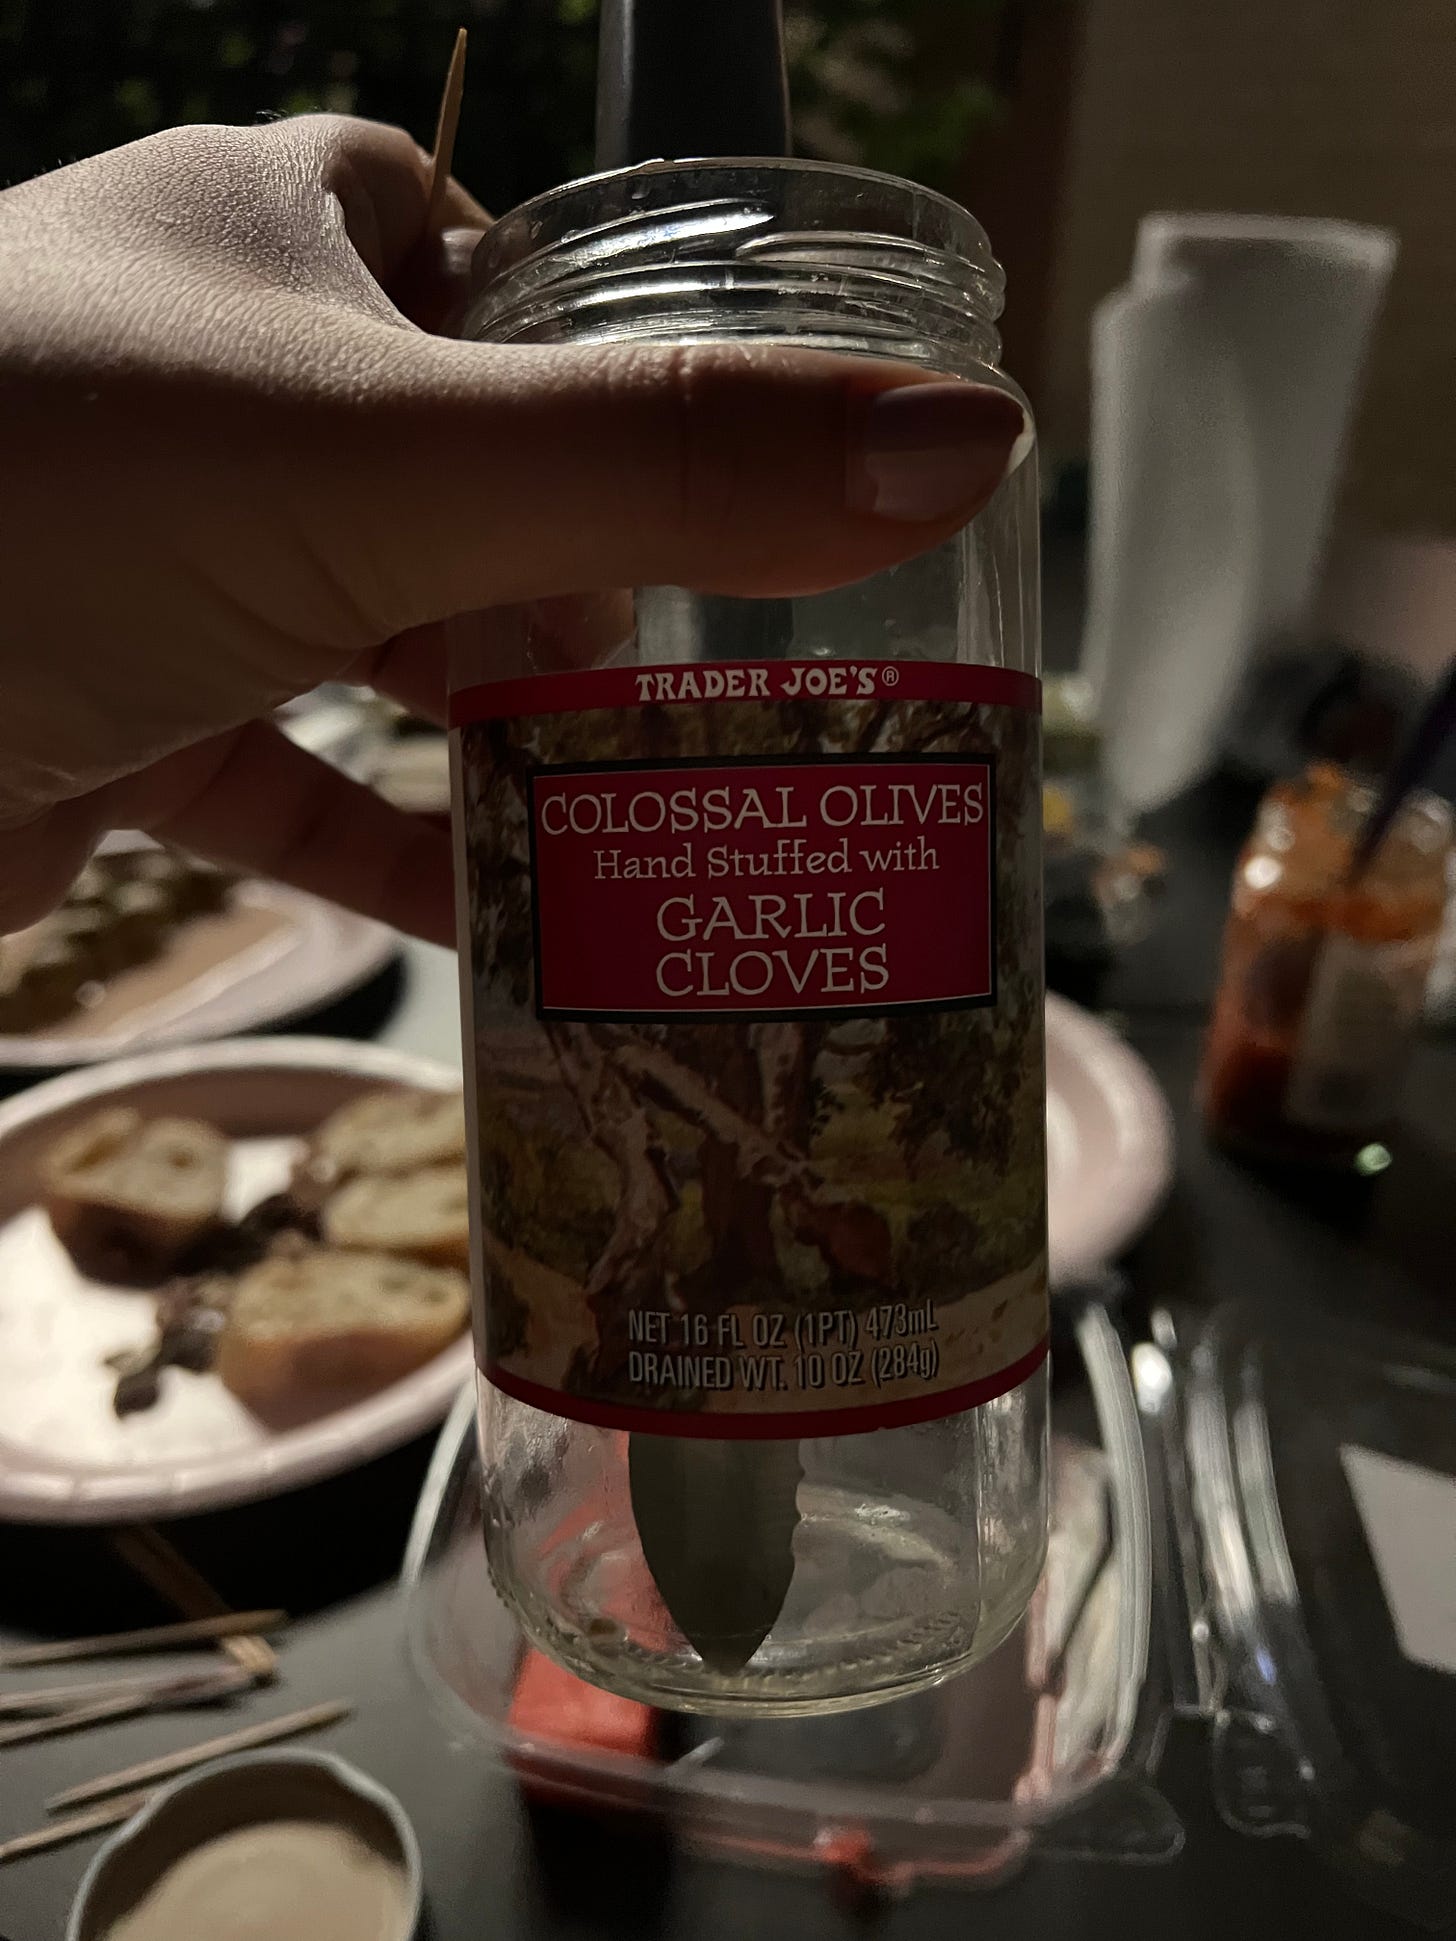 TRADER JOE'S®
COLOSSAL OLIVES
Hand Stuffed with
GARLIC
CLOVES
NET 16 FL OZ (1PT) 473mL
DRAINED WT. 10 OZ (284g)